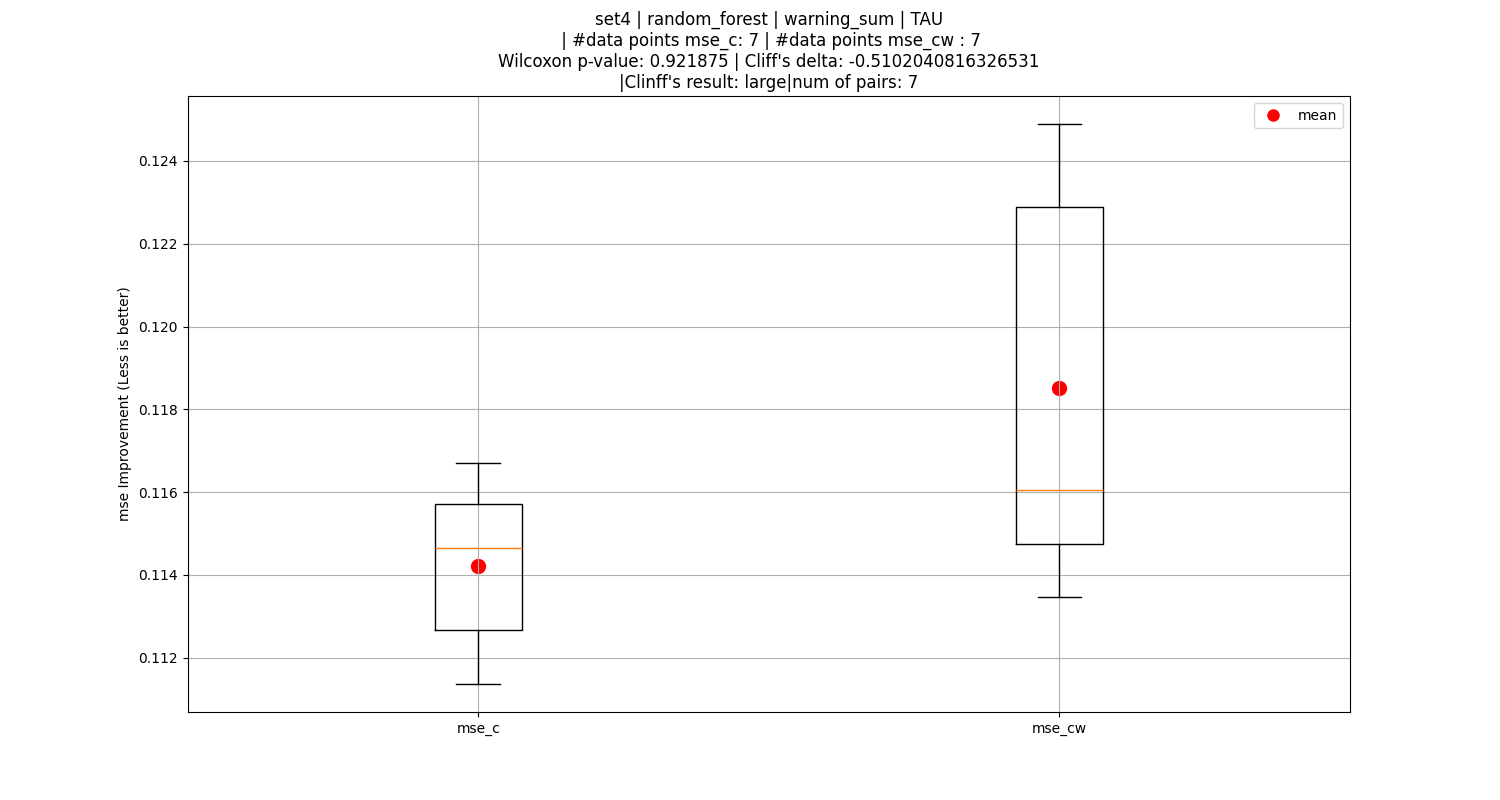 set4 | random_forest | warning_sum | TAU
| #data points mse_c: 7 | #data points mse_cw : 7
Wilcoxon p-value: 0.921875 | Cliff's delta: -0.5102040816326531
|Clinff's result: large|num of pairs: 7
mean
0.124
0.122
0.120
0.118
0.116
0.114
0.112
mse Improvement (Less is better)
mse_c
mse_cw